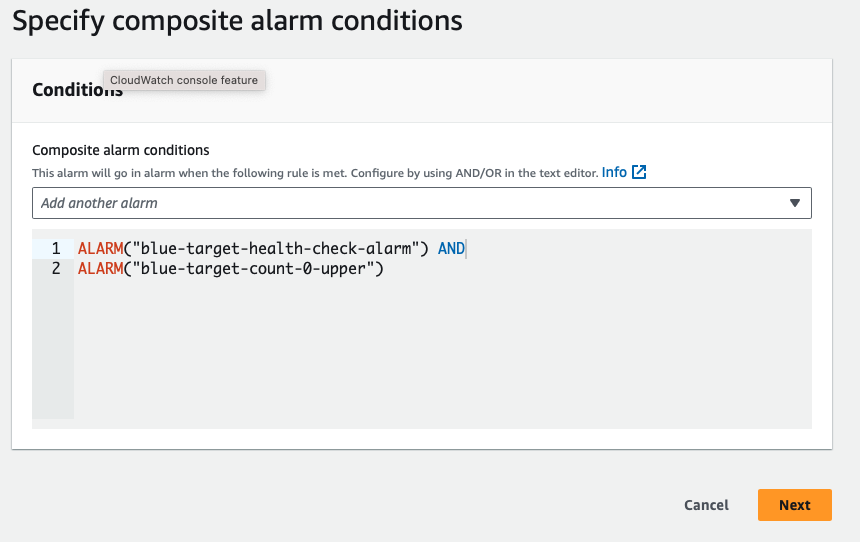 Specify composite alarm conditions
CloudWatch console feature
Conditions
Composite alarm conditions
This alarm will go in alarm when the following rule is met. Configure by using AND/OR in the text editor. Info
Add another alarm
1 ALARM("blue-target-health-check-alarm") AND
2 ALARM("blue-target-count-0-upper")
Cancel Next